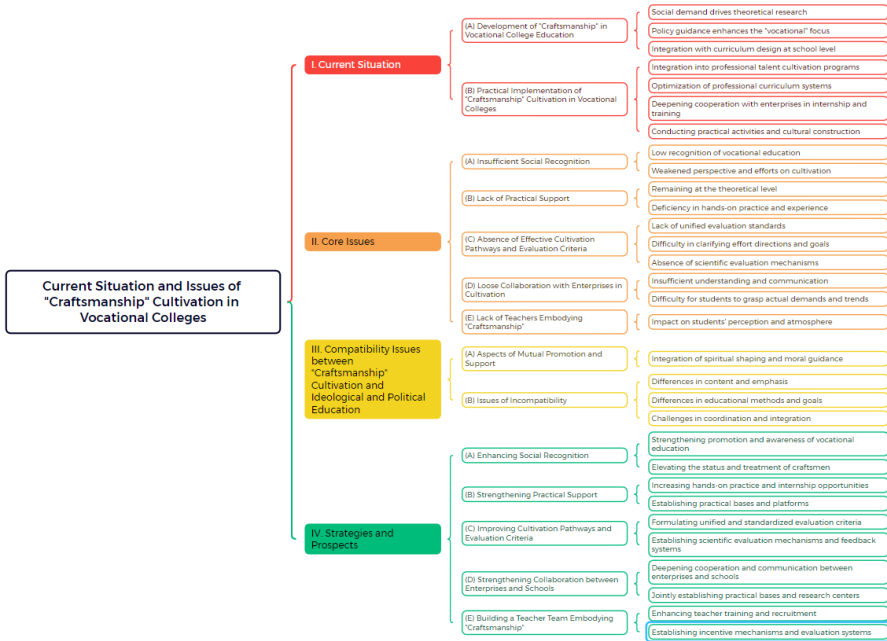 Current Situation and Issues of
"Craftsmanship" Cultivation in
Vocational Colleges
I. Current Situation
(A) Development of "Craftsmanship" in
Vocational College Education
Social demand drives theoretical research
Policy guidance enhances the "vocational" focus
Integration with curriculum design at school level
(B) Practical Implementation of
"Craftsmanship" Cultivation in Vocational
Colleges
Integration into professional talent cultivation programs
Optimization of professional curriculum systems
Deepening cooperation with enterprises in internship and
training
Conducting practical activities and cultural construction
II. Core Issues
(A) Insufficient Social Recognition
Low recognition of vocational education
Weakened perspective and efforts on cultivation
(B) Lack of Practical Support
Remaining at the theoretical level
Deficiency in hands-on practice and experience
(C) Absence of Effective Cultivation
Pathways and Evaluation Criteria
Lack of unified evaluation standards
Difficulty in clarifying effort directions and goals
Absence of scientific evaluation mechanisms
(D) Loose Collaboration with Enterprises in
Cultivation
Insufficient understanding and communication
Difficulty for students to grasp actual demands and trends
(E) Lack of Teachers Embodying
"Craftsmanship"
Impact on students' perception and atmosphere
III. Compatibility Issues
between
"Craftsmanship"
Cultivation and
Ideological and Political
Education
(A) Aspects of Mutual Promotion and
Support
Integration of spiritual shaping and moral guidance
(B) Issues of Incompatibility
Differences in content and emphasis
Differences in educational methods and goals
Challenges in coordination and integration
IV. Strategies and
Prospects
(A) Enhancing Social Recognition
Strengthening promotion and awareness of vocational
education
Elevating the status and treatment of craftsmen
(B) Strengthening Practical Support
Increasing hands-on practice and internship opportunities
Establishing practical bases and platforms
(C) Improving Cultivation Pathways and
Evaluation Criteria
Formulating unified and standardized evaluation criteria
Establishing scientific evaluation mechanisms and feedback
systems
(D) Strengthening Collaboration between
Enterprises and Schools
Deepening cooperation and communication between
enterprises and schools
Jointly establishing practical bases and research centers
(E) Building a Teacher Team Embodying
"Craftsmanship"
Enhancing teacher training and recruitment
Establishing incentive mechanisms and evaluation systems